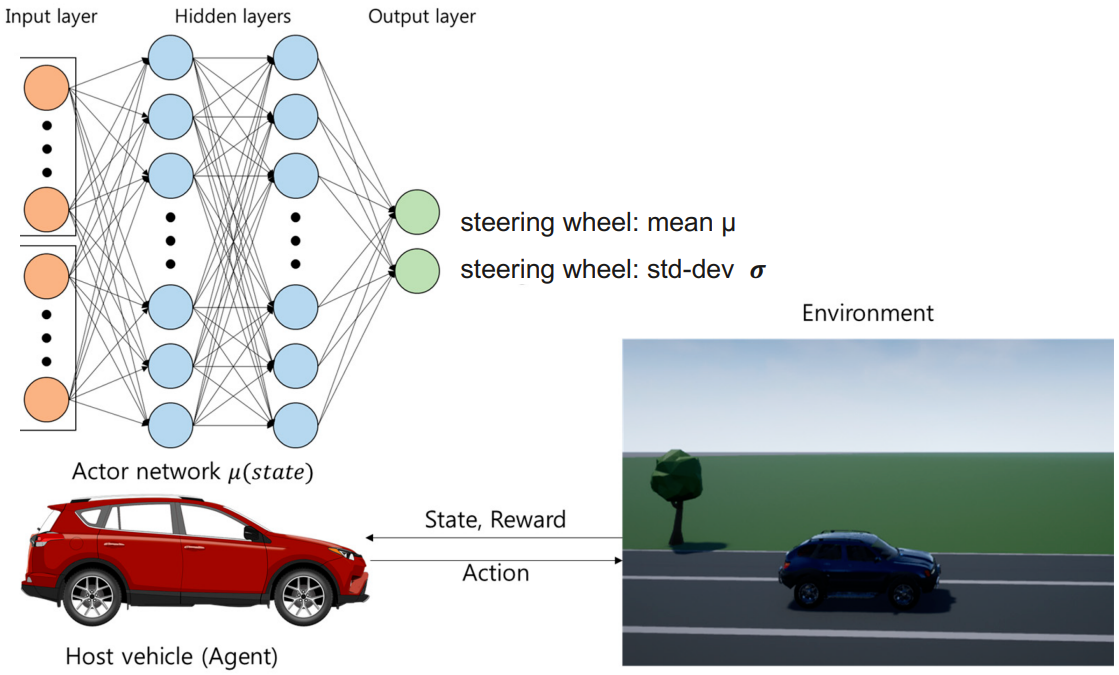 Input layer
Hidden layers
Output layer
steering wheel: mean μ
steering wheel: std-dev σ
Environment
Actor network μ(state)
State, Reward
Action
Host vehicle (Agent)